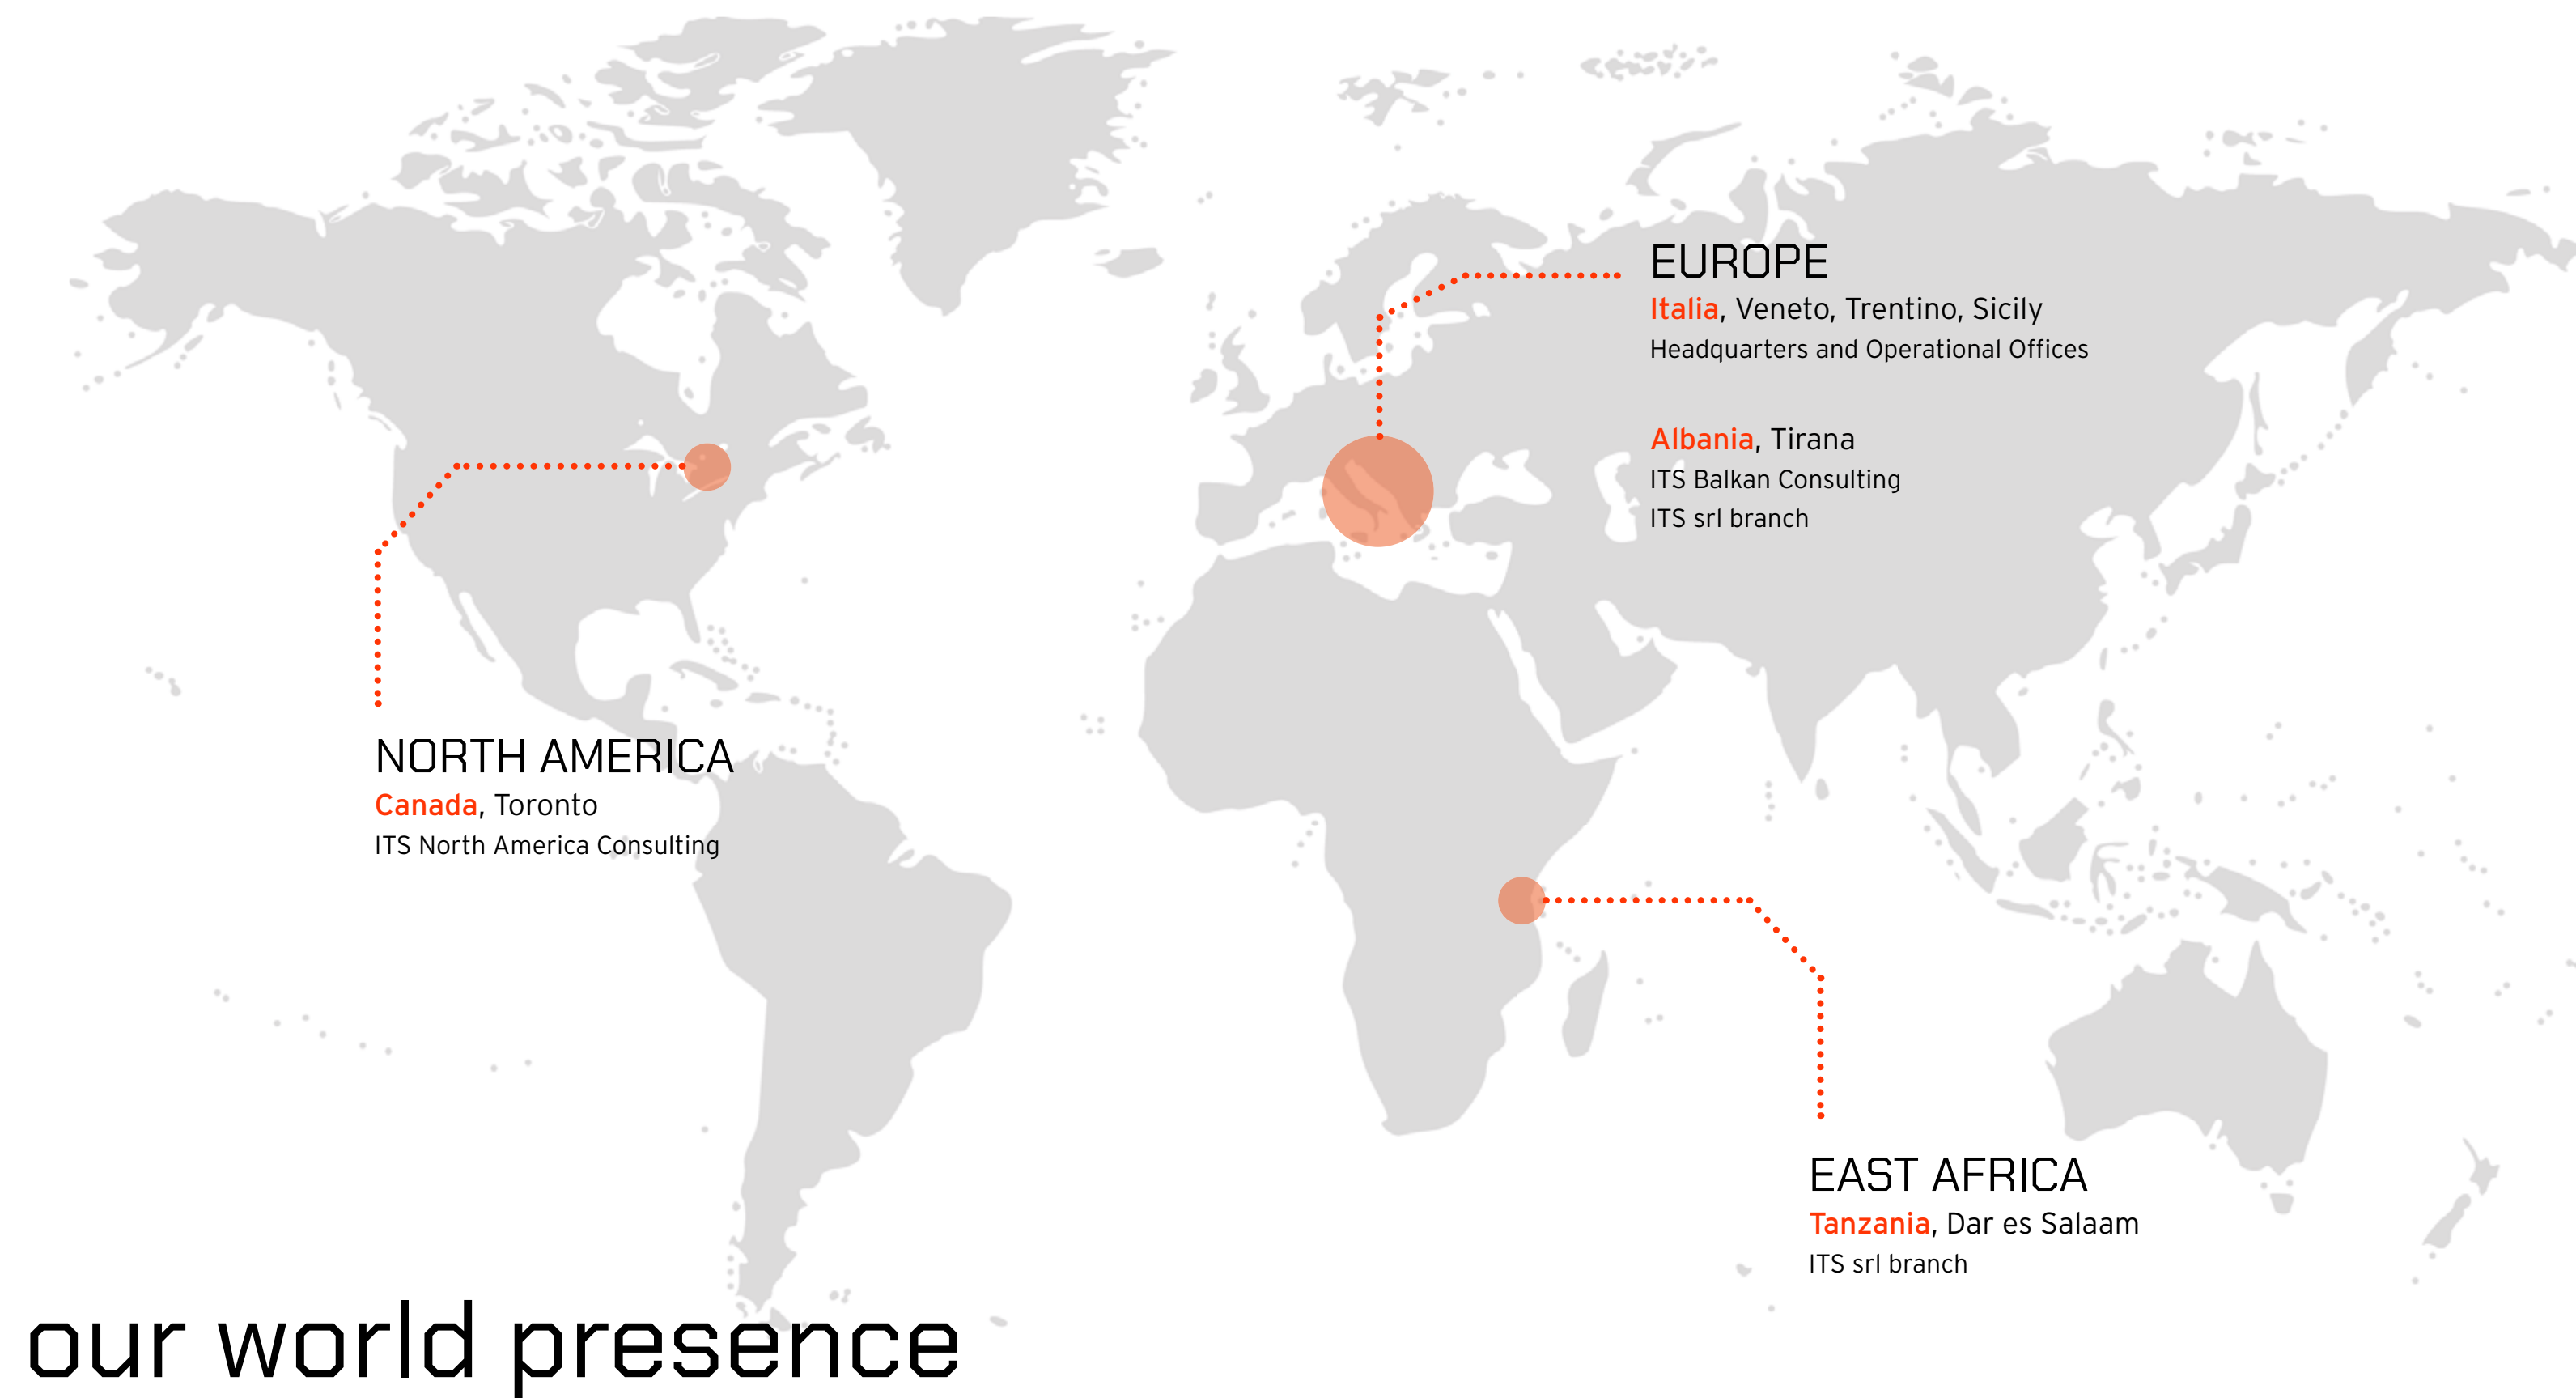 EUROPE
Italia, Veneto, Trentino, Sicily
Headquarters and Operational Offices
Albania, Tirana
ITS Balkan Consulting
ITS srl branch
NORTH AMERICA
Canada, Toronto
ITS North America Consulting
EAST AFRICA
Tanzania, Dar es Salaam
ITS srl branch
our world presence